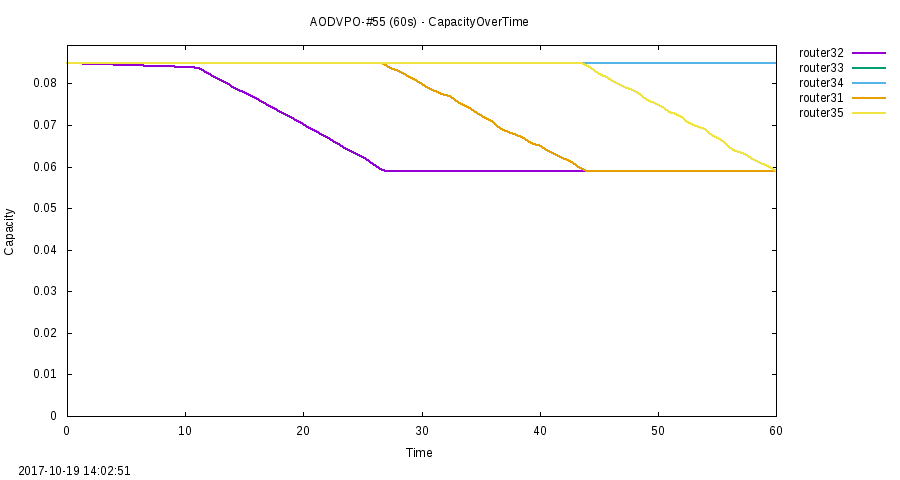 AODVPO-#55 (60s) - CapacityOverTime
router32
router33
router34
router31
router35
0.08
0.07
0.06
0.05
0.04
0.03
0.02
0.01
0
Capacity
0 10 20 30 40 50 60
Time
2017-10-19 14:02:51